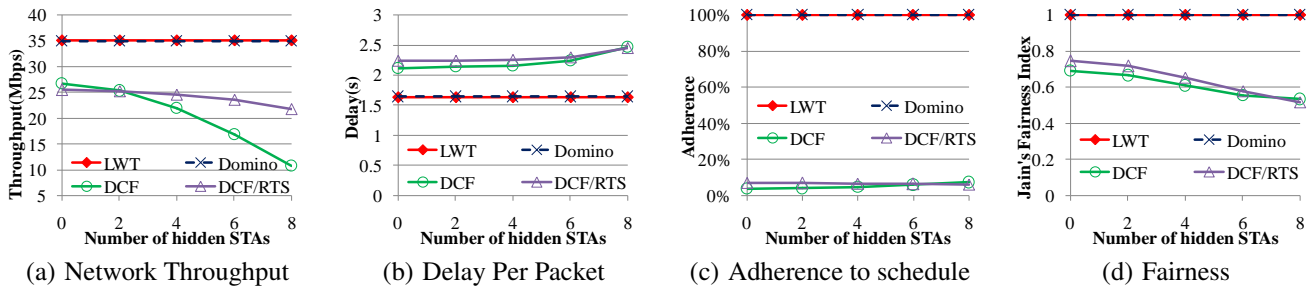 Throughput(Mbps)
40
35
30
25
20
15
10
5
LWT
Domino
DCF
DCF/RTS
0 2 4 6 8
Number of hidden STAs
(a) Network Throughput
Delay(s)
3
2.5
2
1.5
1
0.5
0
LWT
Domino
DCF
DCF/RTS
0 2 4 6 8
Number of hidden STAs
(b) Delay Per Packet
Adherence
100%
80%
60%
40%
20%
0%
LWT
Domino
DCF
DCF/RTS
0 2 4 6 8
Number of hidden STAs
(c) Adherence to schedule
Jain's Fairness Index
1
0.8
0.6
0.4
0.2
0
LWT
Domino
DCF
DCF/RTS
0 2 4 6 8
Number of hidden STAs
(d) Fairness